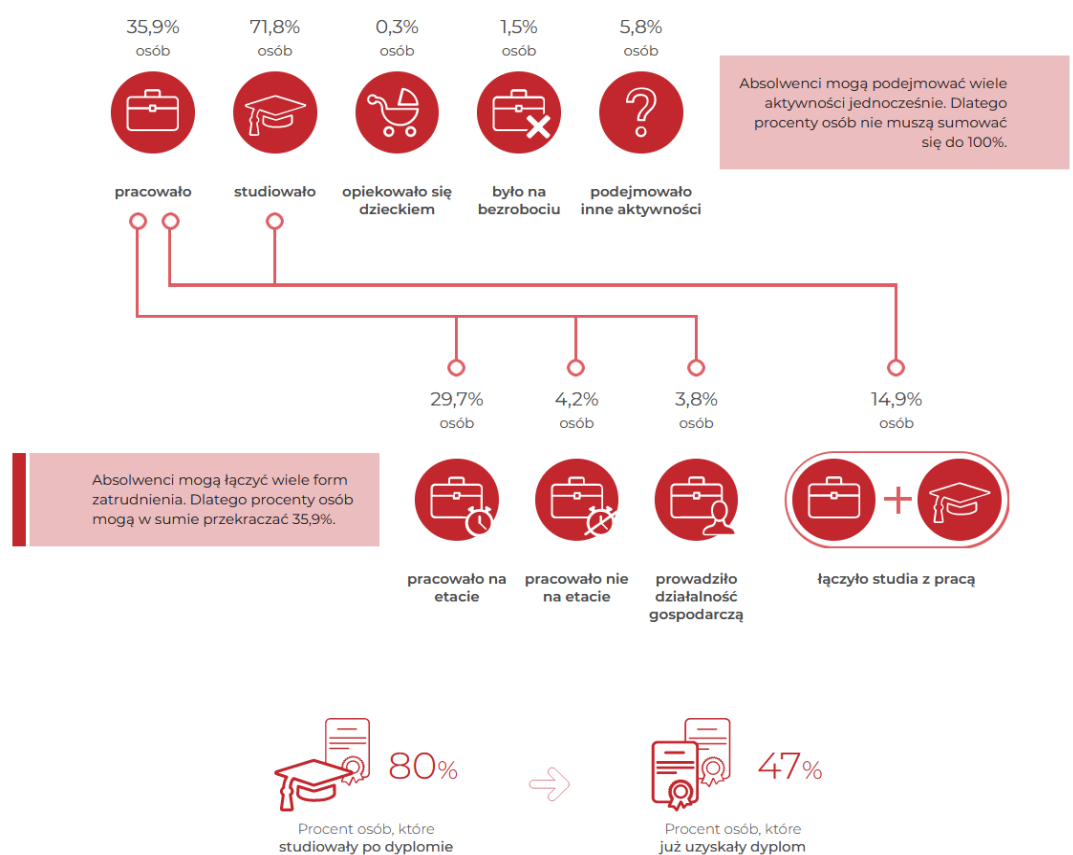 35,9%
osób
pracowało
71,8%
osób
studiowało
0,3%
osób
opiekowało się
dzieckiem
1,5%
osób
było na
bezrobociu
5,8%
osób
podejmowało
inne aktywności
Absolwenci mogą podejmować wiele
aktywności jednocześnie. Dlatego
procenty osób nie muszą sumować
się do 100%.
Absolwenci mogą łączyć wiele form
zatrudnienia. Dlatego procenty osób
mogą w sumie przekraczać 35,9%.
29,7%
osób
pracowało na
etacie
4,2%
osób
pracowało nie
na etacie
3,8%
osób
prowadziło
działalność
gospodarczą
14,9%
osób
łączyło studia z pracą
80%
Procent osób, które
studiowały po dyplomie
47%
Procent osób, które
już uzyskały dyplom